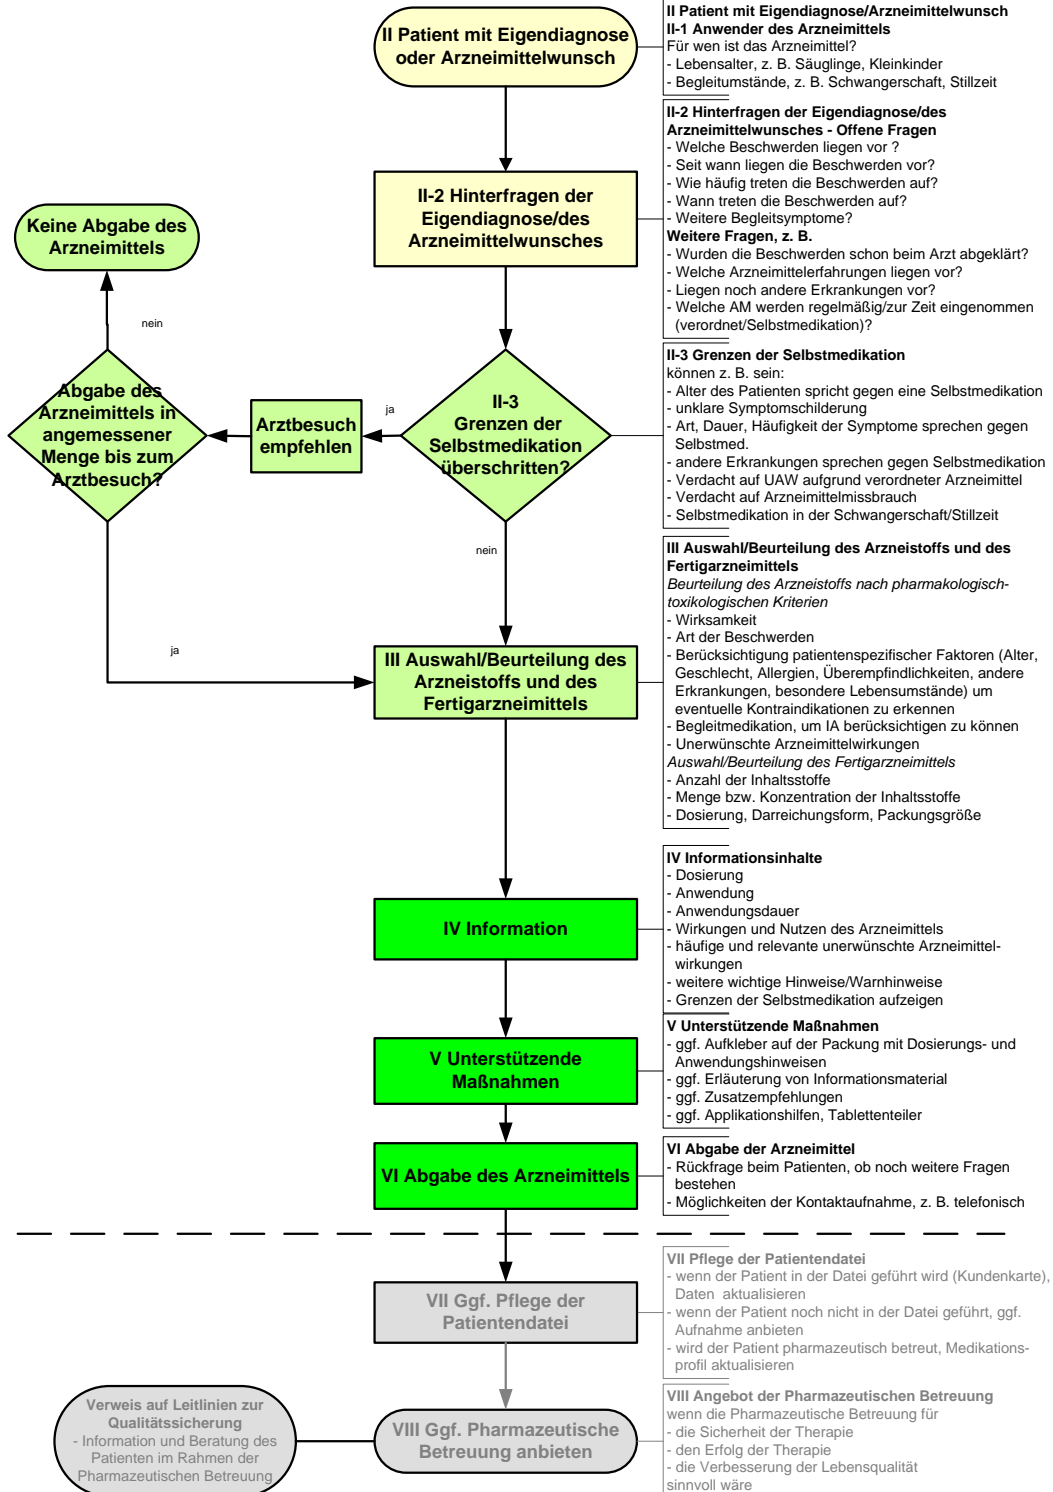 II Patient mit Eigendiagnose
oder Arzneimittelwunsch
II Patient mit Eigendiagnose/Arzneimittelwunsch
II-1 Anwender des Arzneimittels
Für wen ist das Arzneimittel?
- Lebensalter, z. B. Säuglinge, Kleinkinder
- Begleitumstände, z. B. Schwangerschaft, Stillzeit
II-2 Hinterfragen der
Eigendiagnose/des
Arzneimittelwunsches
II-2 Hinterfragen der Eigendiagnose/des
Arzneimittelwunsches - Offene Fragen
- Welche Beschwerden liegen vor ?
- Seit wann liegen die Beschwerden vor?
- Wie häufig treten die Beschwerden auf?
- Wann treten die Beschwerden auf?
- Weitere Begleitsymptome?
Weitere Fragen, z. B.
- Wurden die Beschwerden schon beim Arzt abgeklärt?
- Welche Arzneimittelerfahrungen liegen vor?
- Liegen noch andere Erkrankungen vor?
- Welche AM werden regelmäßig/zur Zeit eingenommen
(verordnet/Selbstmedikation)?
Keine Abgabe des
Arzneimittels
nein
Abgabe des
Arzneimittels in
angemessener
Menge bis zum
Arztbesuch?
Arztbesuch
empfehlen
ja
II-3
Grenzen der
Selbstmedikation
überschritten?
II-3 Grenzen der Selbstmedikation
können z. B. sein:
- Alter des Patienten spricht gegen eine Selbstmedikation
- unklare Symptomschilderung
- Art, Dauer, Häufigkeit der Symptome sprechen gegen
Selbstmed.
- andere Erkrankungen sprechen gegen Selbstmedikation
- Verdacht auf UAW aufgrund verordneter Arzneimittel
- Verdacht auf Arzneimittelmissbrauch
- Selbstmedikation in der Schwangerschaft/Stillzeit
nein
ja
III Auswahl/Beurteilung des
Arzneistoffs und des
Fertigarzneimittels
III Auswahl/Beurteilung des Arzneistoffs und des
Fertigarzneimittels
Beurteilung des Arzneistoffs nach pharmakologisch-
toxikologischen Kriterien
- Wirksamkeit
- Art der Beschwerden
- Berücksichtigung patientenspezifischer Faktoren (Alter,
Geschlecht, Allergien, Überempfindlichkeiten, andere
Erkrankungen, besondere Lebensumstände) um
eventuelle Kontraindikationen zu erkennen
- Begleitmedikation, um IA berücksichtigen zu können
- Unerwünschte Arzneimittelwirkungen
Auswahl/Beurteilung des Fertigarzneimittels
- Anzahl der Inhaltsstoffe
- Menge bzw. Konzentration der Inhaltsstoffe
- Dosierung, Darreichungsform, Packungsgröße
IV Information
IV Informationsinhalte
- Dosierung
- Anwendung
- Anwendungsdauer
- Wirkungen und Nutzen des Arzneimittels
- häufige und relevante unerwünschte Arzneimittel-
wirkungen
- weitere wichtige Hinweise/Warnhinweise
- Grenzen der Selbstmedikation aufzeigen
V Unterstützende
Maßnahmen
V Unterstützende Maßnahmen
- ggf. Aufkleber auf der Packung mit Dosierungs- und
Anwendungshinweisen
- ggf. Erläuterung von Informationsmaterial
- ggf. Zusatzempfehlungen
- ggf. Applikationshilfen, Tablettenteiler
VI Abgabe des Arzneimittels
VI Abgabe der Arzneimittel
- Rückfrage beim Patienten, ob noch weitere Fragen
bestehen
- Möglichkeiten der Kontaktaufnahme, z. B. telefonisch
VII Ggf. Pflege der
Patientendatei
VII Pflege der Patientendatei
- wenn der Patient in der Datei geführt wird (Kundenkarte),
Daten aktualisieren
- wenn der Patient noch nicht in der Datei geführt, ggf.
Aufnahme anbieten
- wird der Patient pharmazeutisch betreut, Medikations-
profil aktualisieren
Verweis auf Leitlinien zur
Qualitätssicherung
- Information und Beratung des
Patienten im Rahmen der
Pharmazeutischen Betreuung
VIII Ggf. Pharmazeutische
Betreuung anbieten
VIII Angebot der Pharmazeutischen Betreuung
wenn die Pharmazeutische Betreuung für
- die Sicherheit der Therapie
- den Erfolg der Therapie
- die Verbesserung der Lebensqualität
sinnvoll wäre